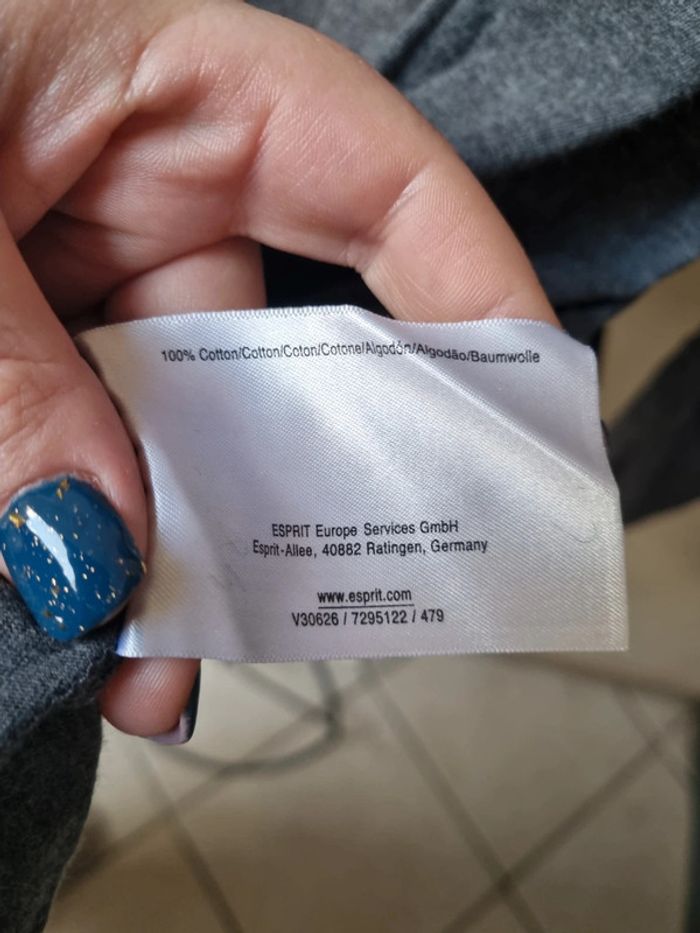 100% Cotton/Cotton/Coton/Cotone/Algodón/Algodão/Baumwolle
ESPRIT Europe Services GmbH
Esprit-Allee, 40882 Ratingen, Germany
www.esprit.com
V30626 / 7295122 / 479